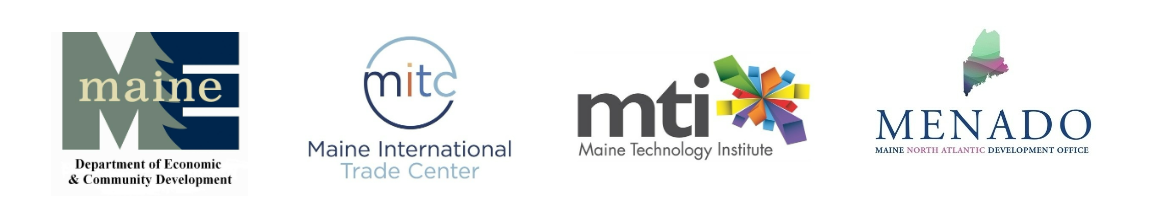 ME
maine
Department of Economic
& Community Development
mitc
Maine International
Trade Center
mti
Maine Technology Institute
MENADO
MAINE NORTH ATLANTIC DEVELOPMENT OFFICE